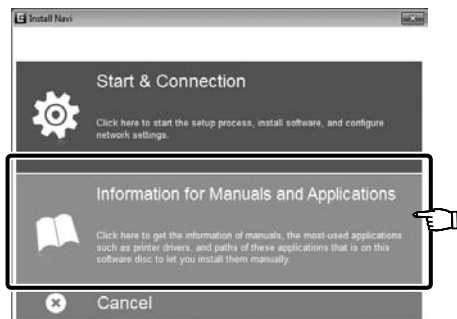 Install Navi
Start & Connection
Click here to start the setup process, install software, and configure
network settings.
Information for Manuals and Applications
Click here to get the information of manuals, the most-used applications
such as printer drivers, and paths of these applications that is on this
software disc to let you install them manually.
Cancel